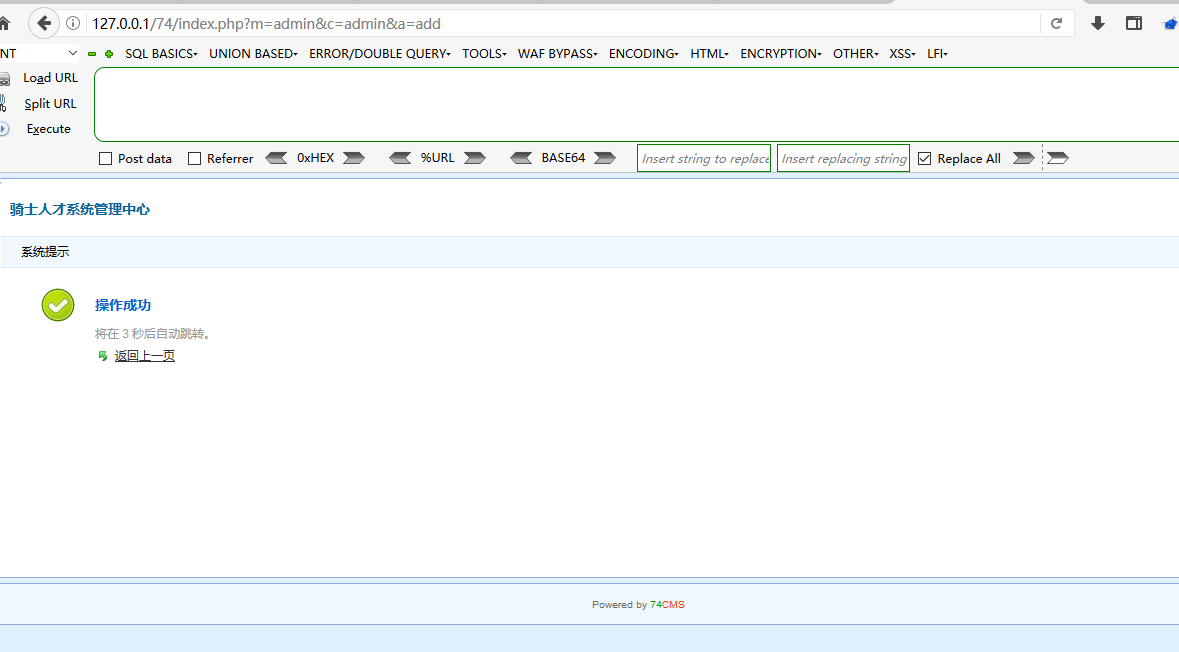 127.0.0.1/74/index.php?m=admin&c=admin&a=add
NT SQL BASICS UNION BASED ERROR/DOUBLE QUERY TOOLS WAF BYPASS ENCODING HTML ENCRYPTION OTHER XSS LFI
Load URL
Split URL
Execute
Post data Referrer 0xHEX %URL BASE64 Insert string to replace Insert replacing string Replace All
骑士人才系统管理中心
系统提示
操作成功
将在 3 秒后自动跳转。
返回上一页
Powered by 74CMS